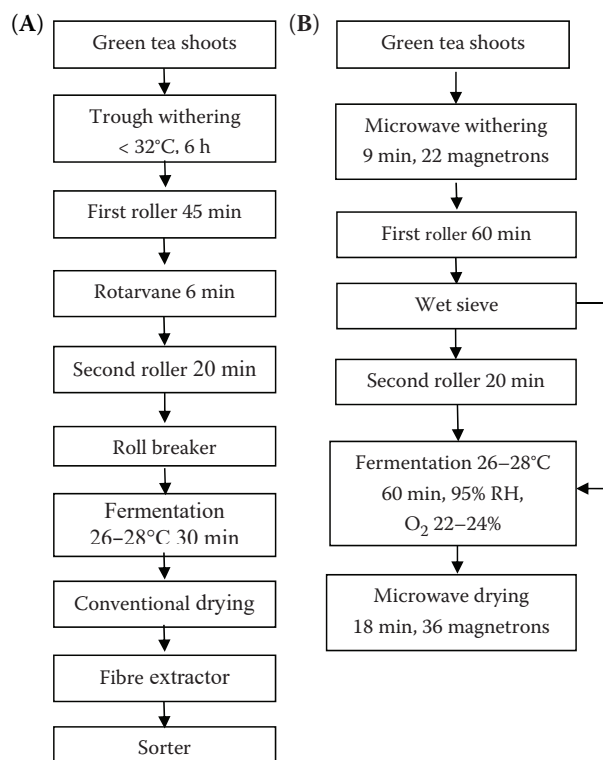 (A)
Green tea shoots
Trough withering
< 32°C, 6 h
First roller 45 min
Rotarvane 6 min
Second roller 20 min
Roll breaker
Fermentation
26–28°C 30 min
Conventional drying
Fibre extractor
Sorter
(B)
Green tea shoots
Microwave withering
9 min, 22 magnetrons
First roller 60 min
Wet sieve
Second roller 20 min
Fermentation 26–28°C
60 min, 95% RH,
O₂ 22–24%
Microwave drying
18 min, 36 magnetrons